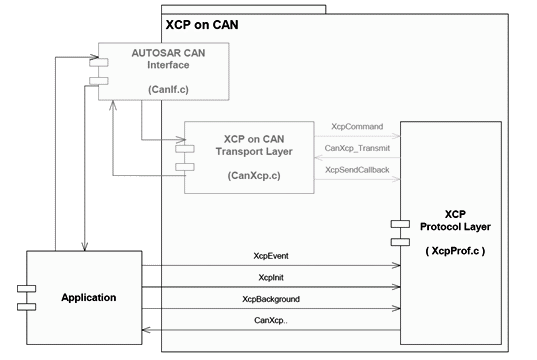 XCP on CAN
AUTOSAR CAN
Interface
(CanIf.c)
XCP on CAN
Transport Layer
(CanXcp.c)
XcpCommand
CanXcp_Transmit
XcpSendCallback
XCP
Protocol Layer
( XcpProf.c )
Application
XcpEvent
XcpInit
XcpBackground
CanXcp..